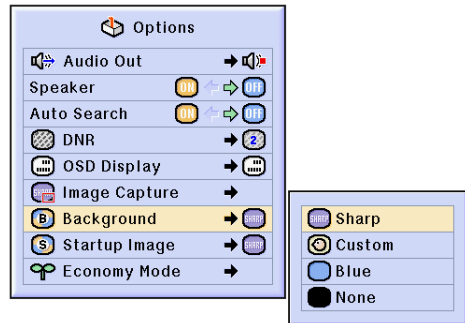 Options
Audio Out
Speaker ON OFF
Auto Search ON OFF
DNR 2
OSD Display
Image Capture
B Background SHARP
S Startup Image SHARP
Economy Mode
SHARP Sharp
Custom
Blue
None